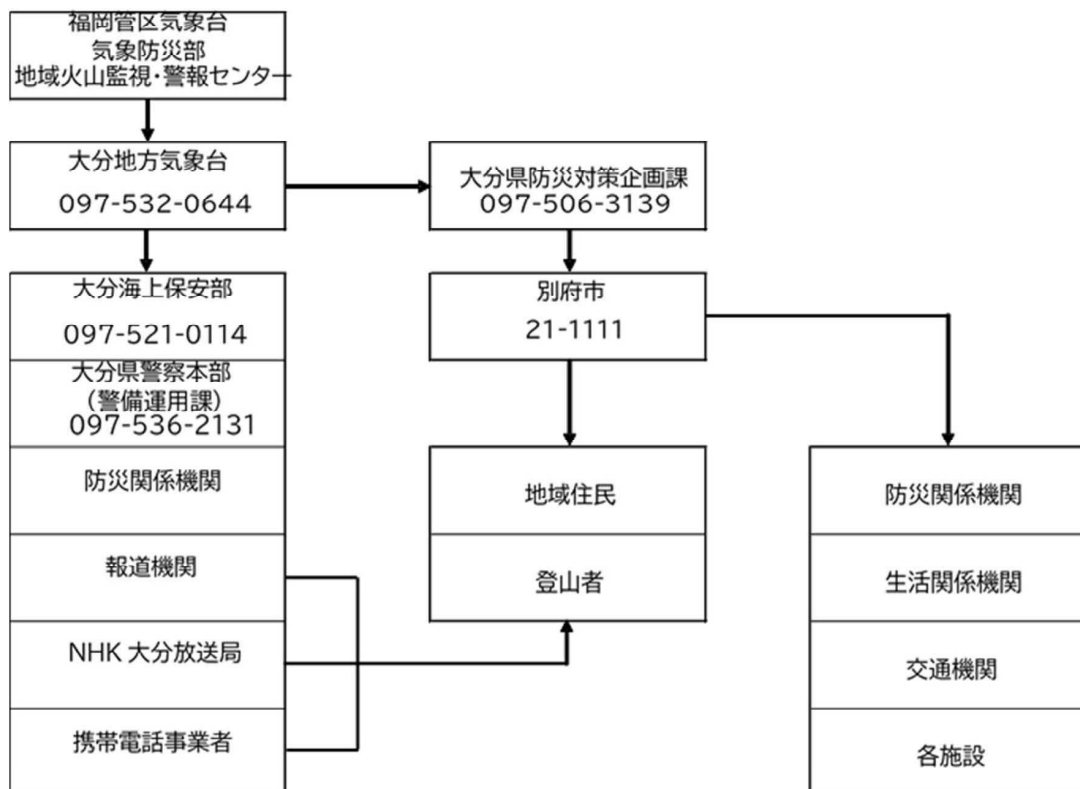 福岡管区気象台
気象防災部
地域火山監視・警報センター
大分地方気象台
097-532-0644
大分県防災対策企画課
097-506-3139
大分海上保安部
097-521-0114
別府市
21-1111
大分県警察本部
（警備運用課）
097-536-2131
防災関係機関
報道機関
NHK 大分放送局
携帯電話事業者
地域住民
登山者
防災関係機関
生活関係機関
交通機関
各施設